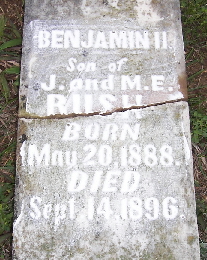 BENJAMIN H.
Son of
J. and M.E.
RUSH
BORN
May 20, 1888.
DIED
Sept. 14, 1896.